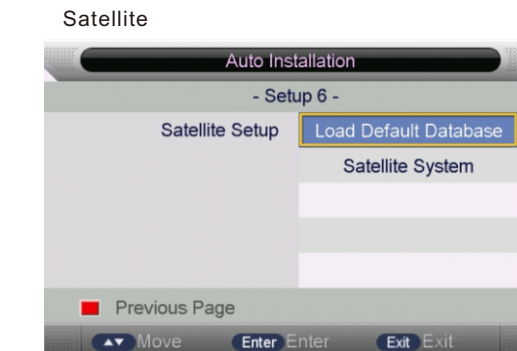 Satellite
Auto Installation
- Setup 6 -
Satellite Setup Load Default Database
Satellite System
Previous Page
Move Enter Enter Exit Exit